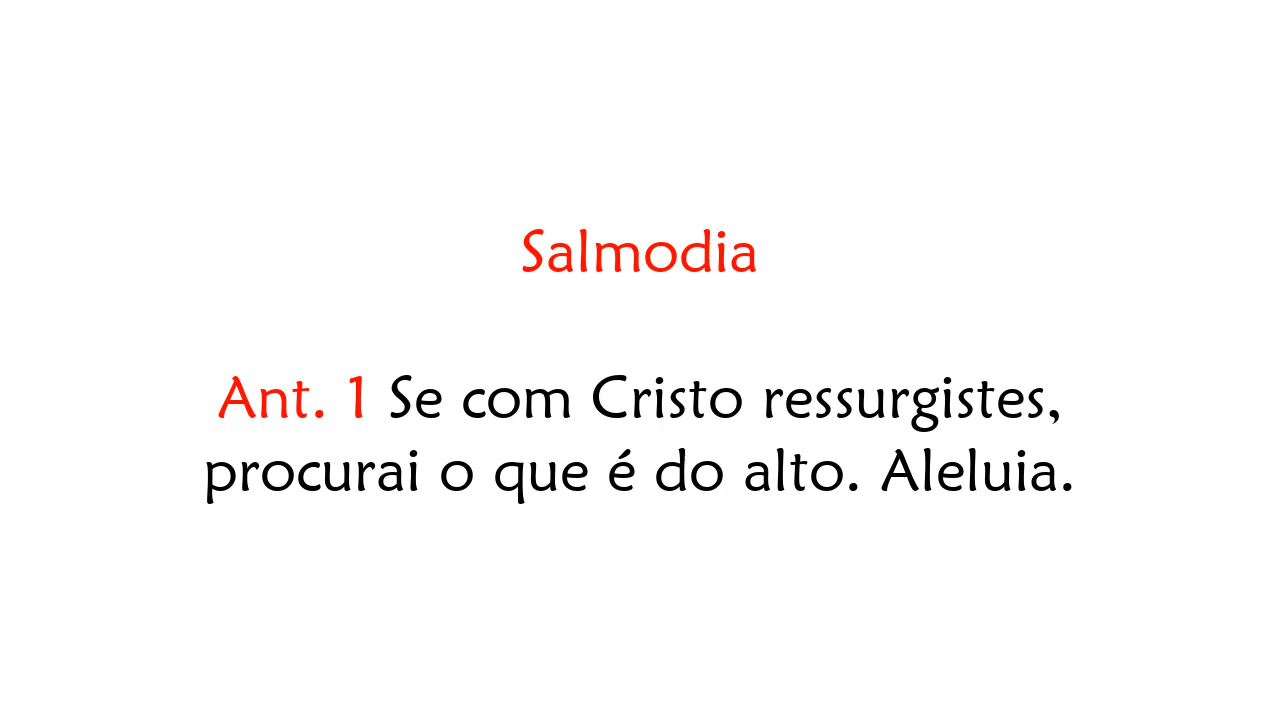 Salmodia
Ant. 1 Se com Cristo ressurgistes,
procurai o que é do alto. Aleluia.